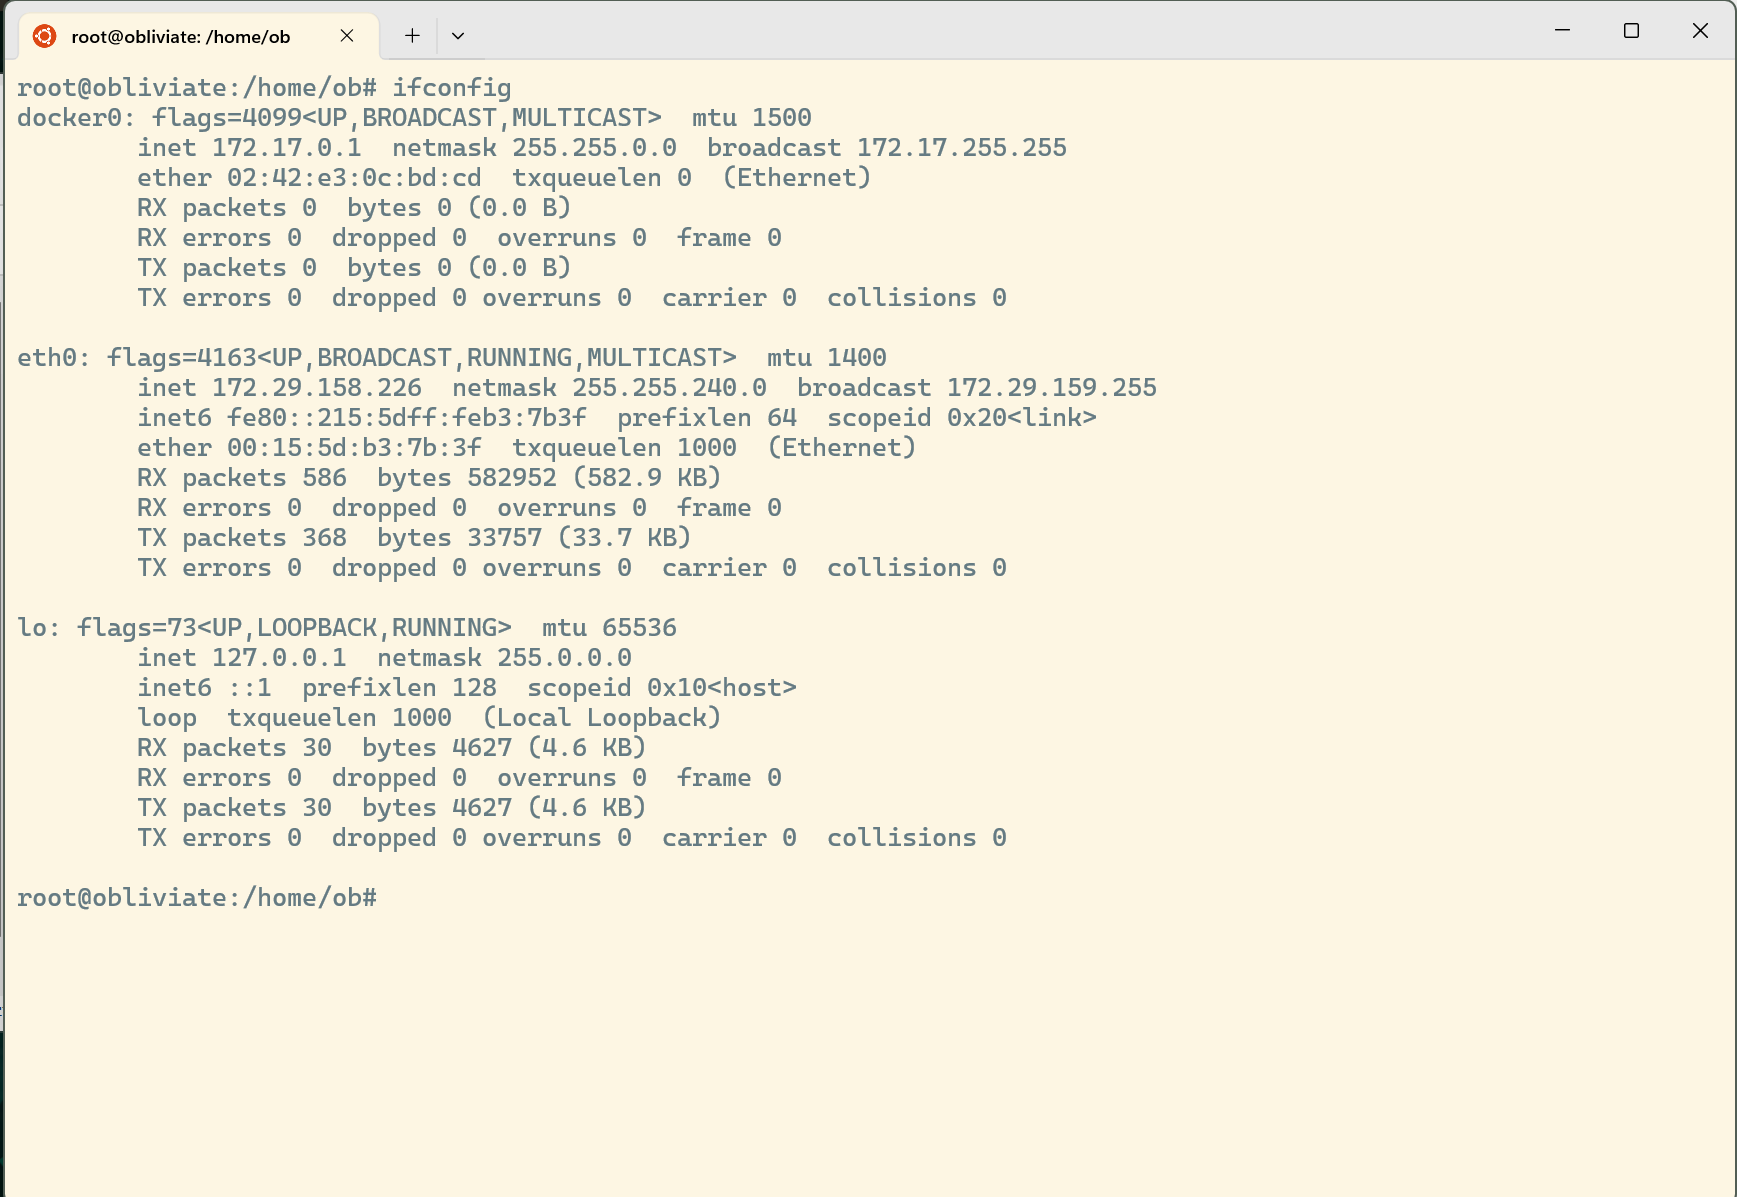 root@obliviate: /home/ob
root@obliviate:/home/ob# ifconfig
docker0: flags=4099<UP,BROADCAST,MULTICAST>  mtu 1500
        inet 172.17.0.1  netmask 255.255.0.0  broadcast 172.17.255.255
        ether 02:42:e3:0c:bd:cd  txqueuelen 0  (Ethernet)
        RX packets 0  bytes 0 (0.0 B)
        RX errors 0  dropped 0  overruns 0  frame 0
        TX packets 0  bytes 0 (0.0 B)
        TX errors 0  dropped 0 overruns 0  carrier 0  collisions 0

eth0: flags=4163<UP,BROADCAST,RUNNING,MULTICAST>  mtu 1400
        inet 172.29.158.226  netmask 255.255.240.0  broadcast 172.29.159.255
        inet6 fe80::215:5dff:feb3:7b3f  prefixlen 64  scopeid 0x20<link>
        ether 00:15:5d:b3:7b:3f  txqueuelen 1000  (Ethernet)
        RX packets 586  bytes 582952 (582.9 KB)
        RX errors 0  dropped 0  overruns 0  frame 0
        TX packets 368  bytes 33757 (33.7 KB)
        TX errors 0  dropped 0 overruns 0  carrier 0  collisions 0

lo: flags=73<UP,LOOPBACK,RUNNING>  mtu 65536
        inet 127.0.0.1  netmask 255.0.0.0
        inet6 ::1  prefixlen 128  scopeid 0x10<host>
        loop  txqueuelen 1000  (Local Loopback)
        RX packets 30  bytes 4627 (4.6 KB)
        RX errors 0  dropped 0  overruns 0  frame 0
        TX packets 30  bytes 4627 (4.6 KB)
        TX errors 0  dropped 0 overruns 0  carrier 0  collisions 0

root@obliviate:/home/ob#